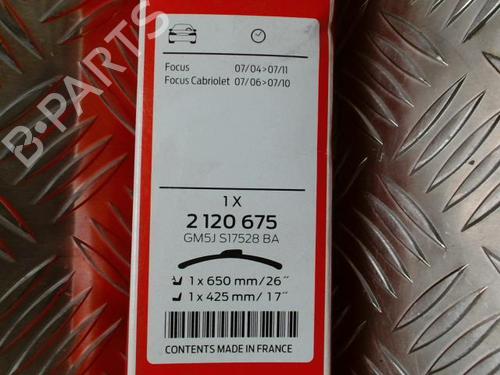 Focus 07/04>07/11
Focus Cabriolet 07/06>07/10
B-PARTS
1 X
2 120 675
GM5J S17528 BA
1 x 650 mm/26″
1 x 425 mm/17″
CONTENTS MADE IN FRANCE